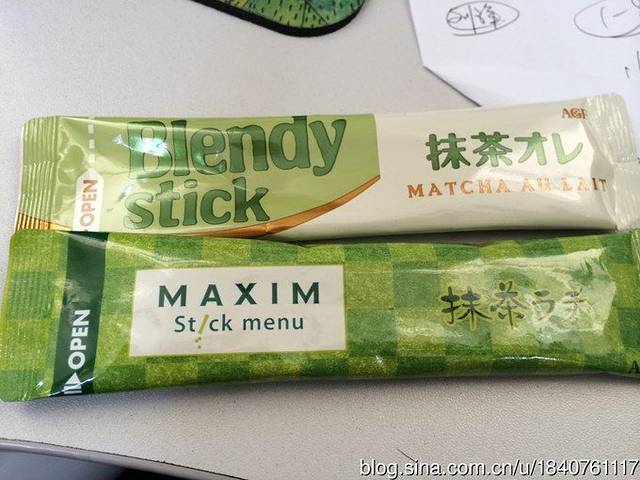 Blendy
stick
OPEN
AGF
抹茶オレ
MATCHA AU LAIT
MAXIM
Stick menu
OPEN
抹茶ラテ
blog.sina.com.cn/u/1840761117